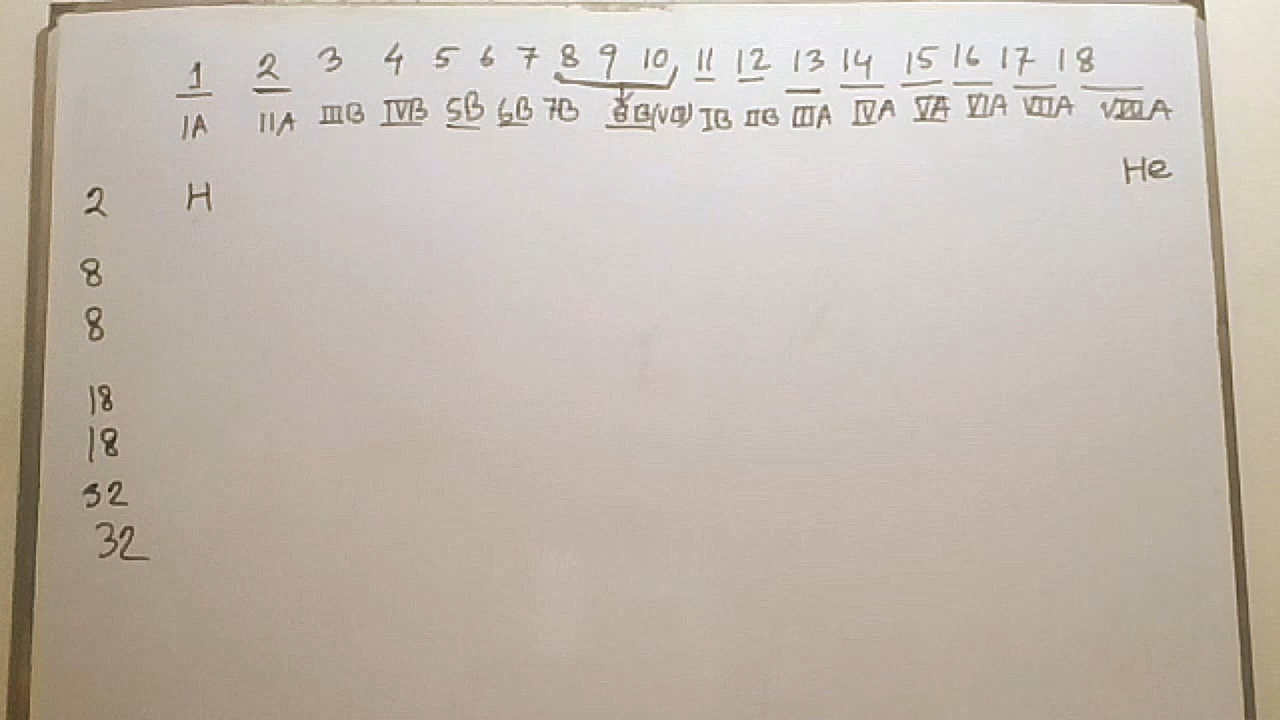 1 2 3 4 5 6 7 8 9 10, 11 12 13 14 15 16 17 18
IA IIA IIIB IVB 5B 6B 7B 8B(VIII) IB IIB IIIA IVA VA VIA VIIA VIIIA
He
2 H
8
8
18
18
32
32